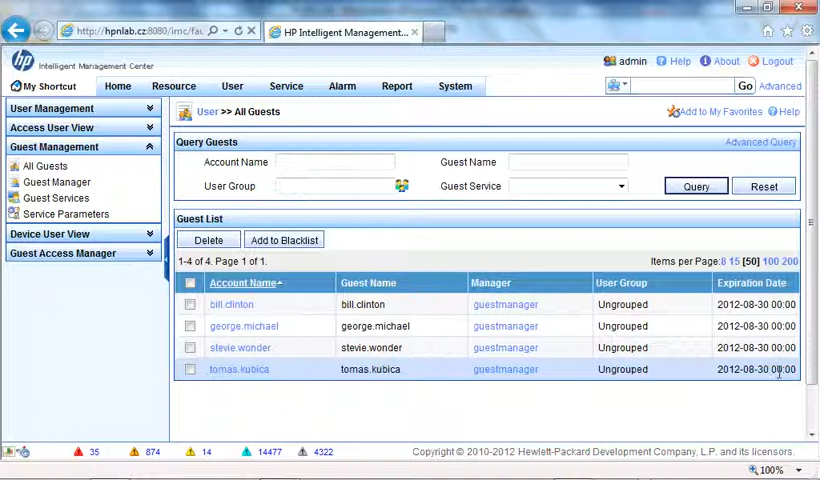 http://hpnlab.cz:8080/imc/fau
HP Intelligent Management...
hp
Intelligent Management Center
admin
Help
About
Logout
My Shortcut
Home
Resource
User
Service
Alarm
Report
System
Go
Advanced
User Management
Access User View
Guest Management
All Guests
Guest Manager
Guest Services
Service Parameters
Device User View
Guest Access Manager
User >> All Guests
Add to My Favorites
Help
Query Guests
Advanced Query
Account Name
Guest Name
User Group
Guest Service
Query
Reset
Guest List
Delete
Add to Blacklist
1-4 of 4. Page 1 of 1.
Items per Page:8 15 [50] 100 200
Account Name
Guest Name
Manager
User Group
Expiration Date
bill.clinton bill.clinton guestmanager Ungrouped 2012-08-30 00:00
george.michael george.michael guestmanager Ungrouped 2012-08-30 00:00
stevie.wonder stevie.wonder guestmanager Ungrouped 2012-08-30 00:00
tomas.kubica tomas.kubica guestmanager Ungrouped 2012-08-30 00:00
35
874
14
14477
4322
Copyright © 2010-2012 Hewlett-Packard Development Company, L.P. and its licensors.
100%